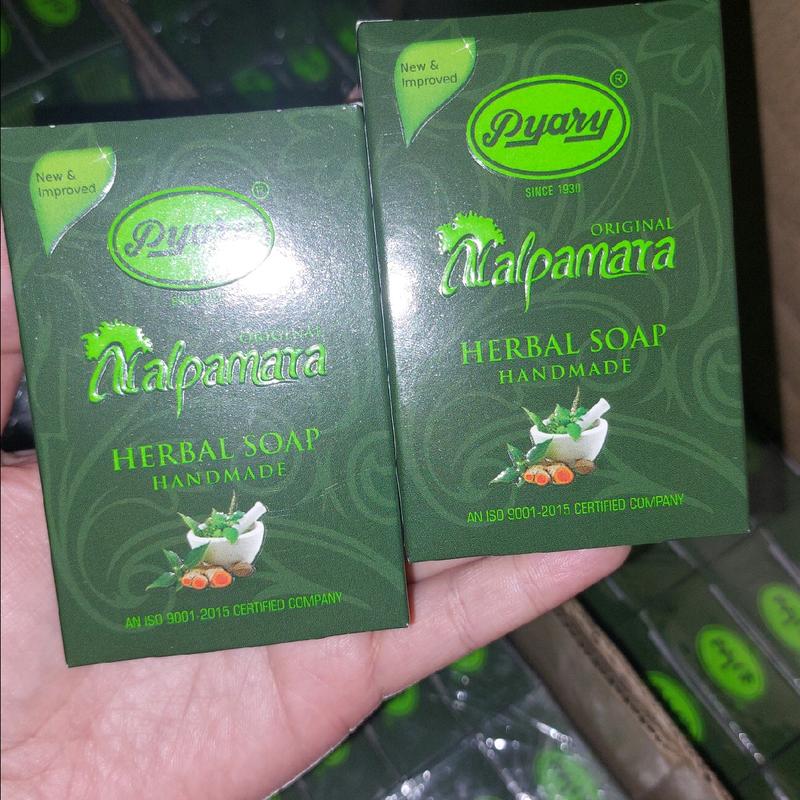 New &
Improved
Pyary
®
ORIGINAL
Nalpamara
HERBAL SOAP
HANDMADE
AN ISO 9001-2015 CERTIFIED COMPANY
New &
Improved
®
Pyary
SINCE 1930
ORIGINAL
Nalpamara
HERBAL SOAP
HANDMADE
AN ISO 9001-2015 CERTIFIED COMPANY